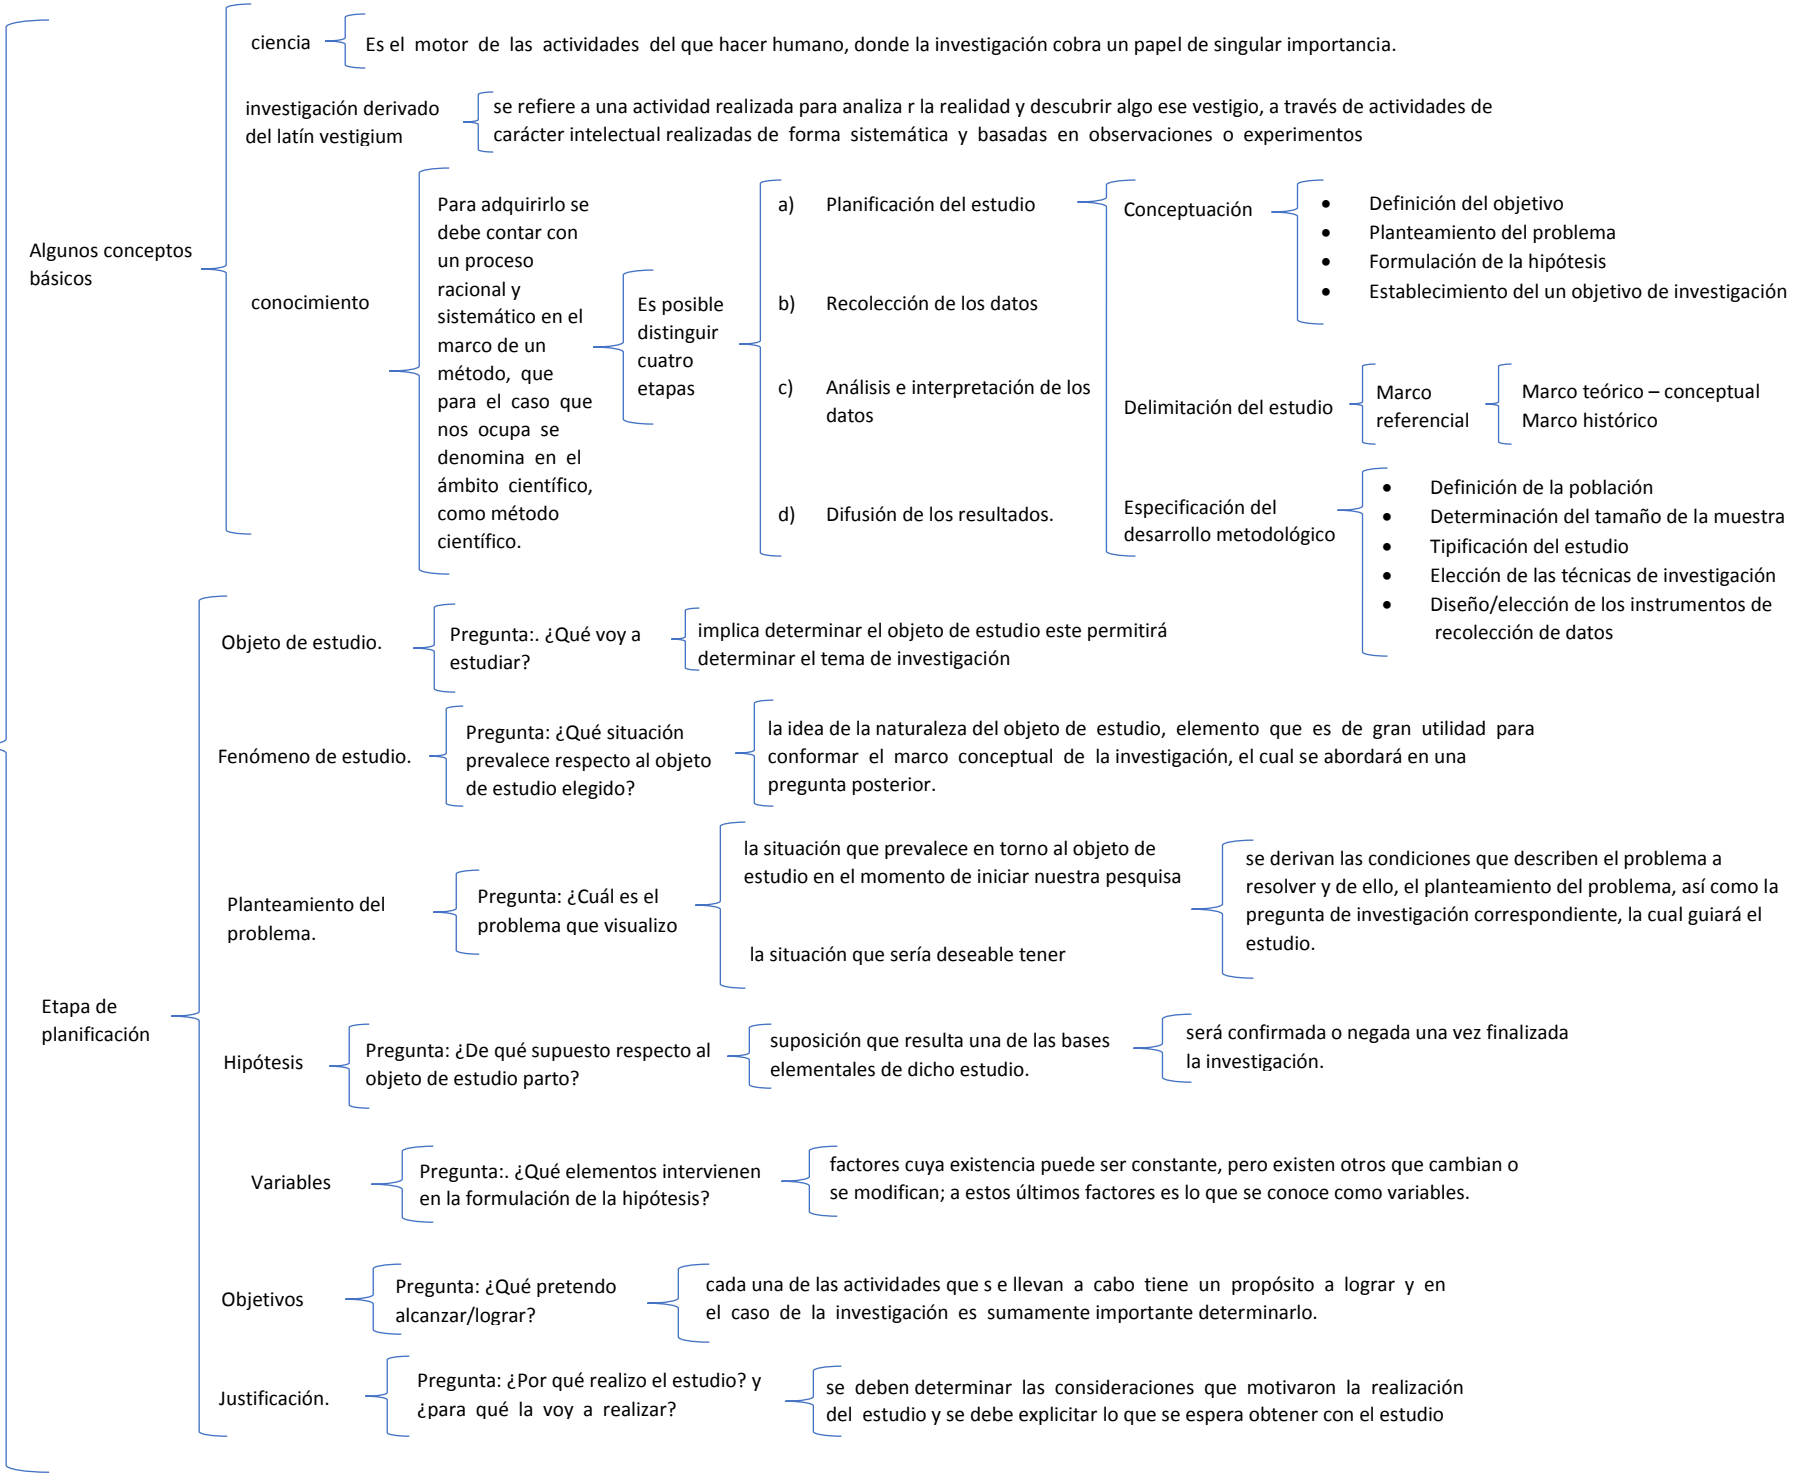 ciencia
Es el motor de las actividades del que hacer humano, donde la investigación cobra un papel de singular importancia.
investigación derivado
del latín vestigium
se refiere a una actividad realizada para analiza r la realidad y descubrir algo ese vestigio, a través de actividades de
carácter intelectual realizadas de forma sistemática y basadas en observaciones o experimentos
Algunos conceptos
básicos
conocimiento
Para adquirirlo se
debe contar con
un proceso
racional y
sistemático en el
marco de un
método, que
para el caso que
nos ocupa se
denomina en el
ámbito científico,
como método
científico.
Es posible
distinguir
cuatro
etapas
a) Planificación del estudio
b) Recolección de los datos
c) Análisis e interpretación de los
datos
d) Difusión de los resultados.
Conceptuación
• Definición del objetivo
• Planteamiento del problema
• Formulación de la hipótesis
• Establecimiento del un objetivo de investigación
Delimitación del estudio
Marco
referencial
Marco teórico – conceptual
Marco histórico
Especificación del
desarrollo metodológico
• Definición de la población
• Determinación del tamaño de la muestra
• Tipificación del estudio
• Elección de las técnicas de investigación
• Diseño/elección de los instrumentos de
recolección de datos
Etapa de
planificación
Objeto de estudio.
Pregunta:. ¿Qué voy a
estudiar?
implica determinar el objeto de estudio este permitirá
determinar el tema de investigación
Fenómeno de estudio.
Pregunta: ¿Qué situación
prevalece respecto al objeto
de estudio elegido?
la idea de la naturaleza del objeto de estudio, elemento que es de gran utilidad para
conformar el marco conceptual de la investigación, el cual se abordará en una
pregunta posterior.
Planteamiento del
problema.
Pregunta: ¿Cuál es el
problema que visualizo
la situación que prevalece en torno al objeto de
estudio en el momento de iniciar nuestra pesquisa
la situación que sería deseable tener
se derivan las condiciones que describen el problema a
resolver y de ello, el planteamiento del problema, así como la
pregunta de investigación correspondiente, la cual guiará el
estudio.
Hipótesis
Pregunta: ¿De qué supuesto respecto al
objeto de estudio parto?
suposición que resulta una de las bases
elementales de dicho estudio.
será confirmada o negada una vez finalizada
la investigación.
Variables
Pregunta:. ¿Qué elementos intervienen
en la formulación de la hipótesis?
factores cuya existencia puede ser constante, pero existen otros que cambian o
se modifican; a estos últimos factores es lo que se conoce como variables.
Objetivos
Pregunta: ¿Qué pretendo
alcanzar/lograr?
cada una de las actividades que s e llevan a cabo tiene un propósito a lograr y en
el caso de la investigación es sumamente importante determinarlo.
Justificación.
Pregunta: ¿Por qué realizo el estudio? y
¿para qué la voy a realizar?
se deben determinar las consideraciones que motivaron la realización
del estudio y se debe explicitar lo que se espera obtener con el estudio